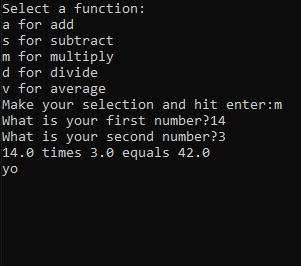 Select a function:
a for add
s for subtract
m for multiply
d for divide
v for average
Make your selection and hit enter:m
What is your first number?14
What is your second number?3
14.0 times 3.0 equals 42.0
yo